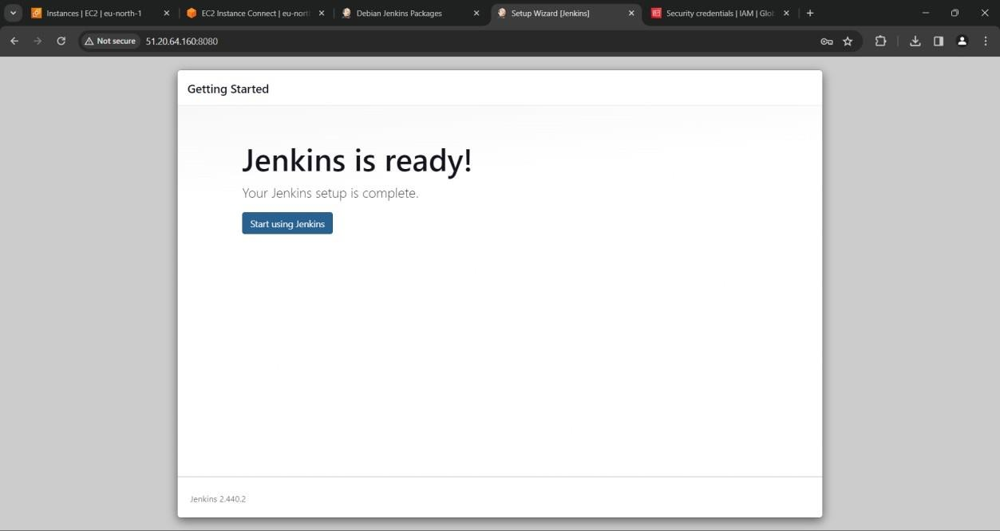 Instances | EC2 | eu-north-1
EC2 Instance Connect | eu-nort
Debian Jenkins Packages
Setup Wizard [Jenkins]
Security credentials | IAM | Glo
Not secure
51.20.64.160:8080
Getting Started
Jenkins is ready!
Your Jenkins setup is complete.
Start using Jenkins
Jenkins 2.440.2